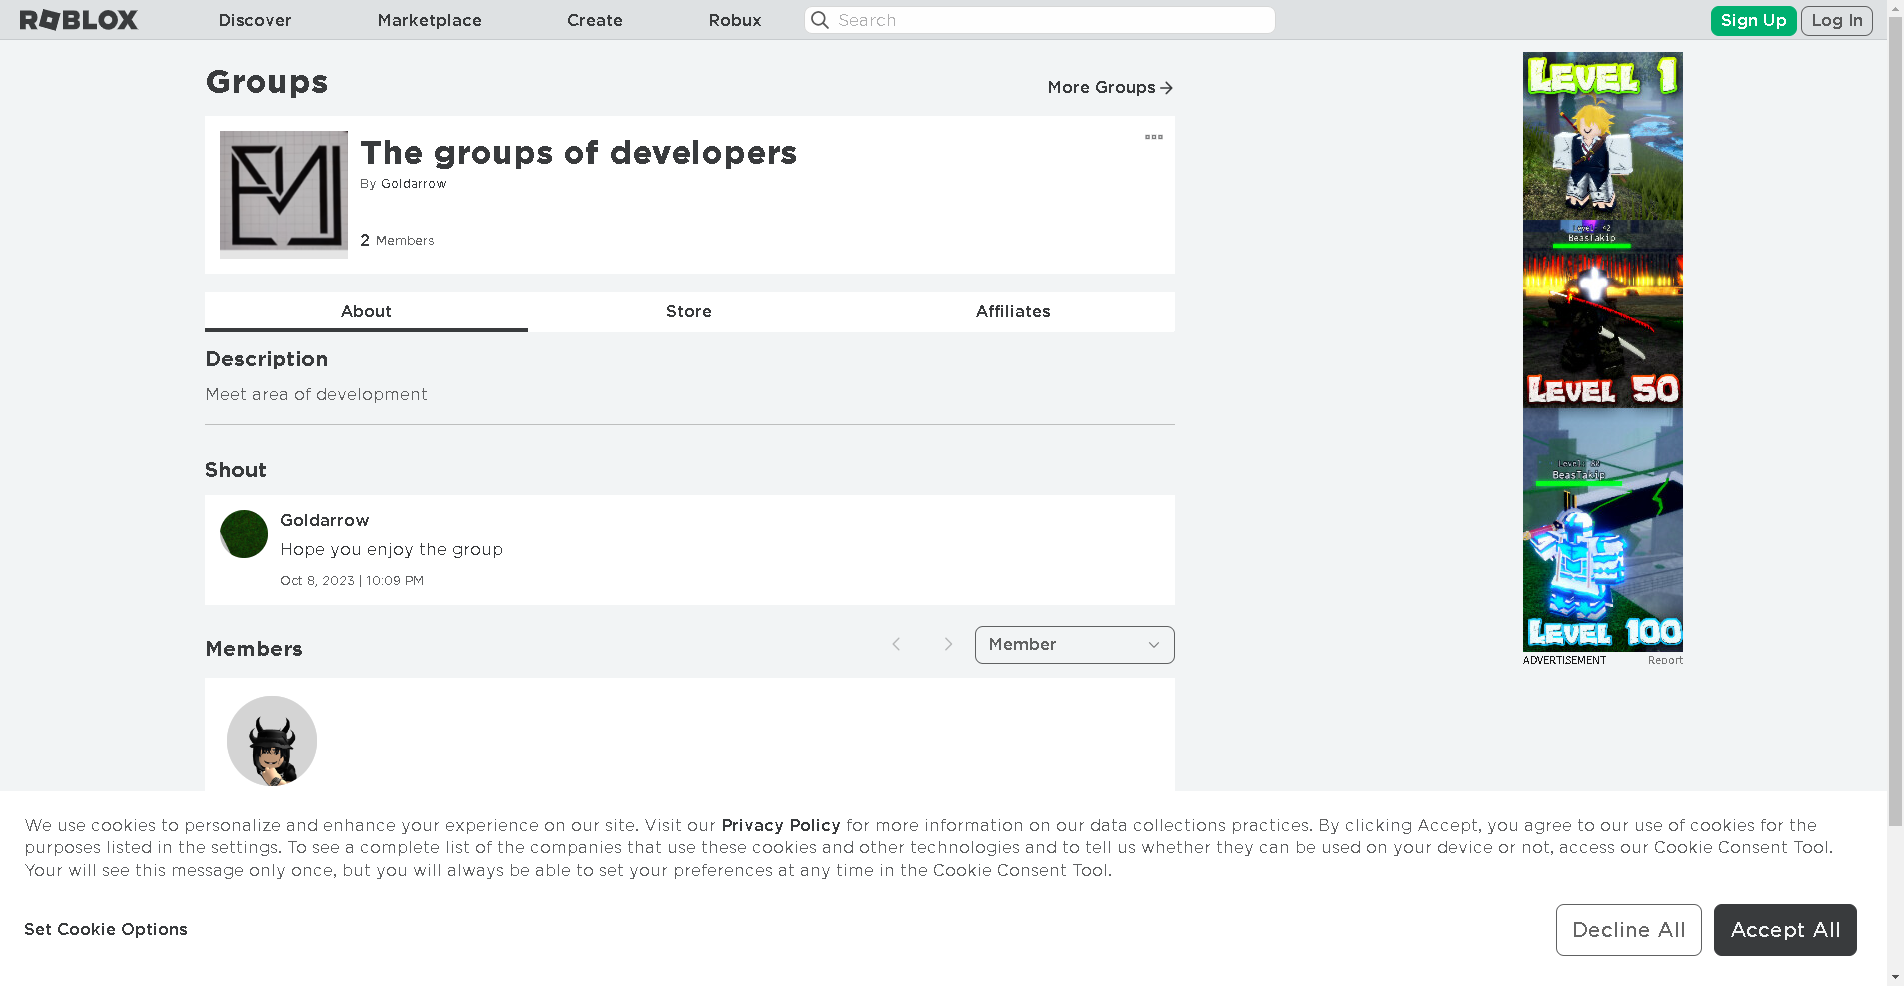 ROBLOX Discover Marketplace Create Robux Search Sign Up Log In
Groups
More Groups
The groups of developers
By Goldarrow
2 Members
About Store Affiliates
Description
Meet area of development
Shout
Goldarrow
Hope you enjoy the group
Oct 8, 2023 | 10:09 PM
Members
Member
LEVEL 1
BeasTakip
LEVEL 50
BeasTakip
LEVEL 100
ADVERTISEMENT Report
We use cookies to personalize and enhance your experience on our site. Visit our Privacy Policy for more information on our data collections practices. By clicking Accept, you agree to our use of cookies for the
purposes listed in the settings. To see a complete list of the companies that use these cookies and other technologies and to tell us whether they can be used on your device or not, access our Cookie Consent Tool.
Your will see this message only once, but you will always be able to set your preferences at any time in the Cookie Consent Tool.
Set Cookie Options
Decline All Accept All